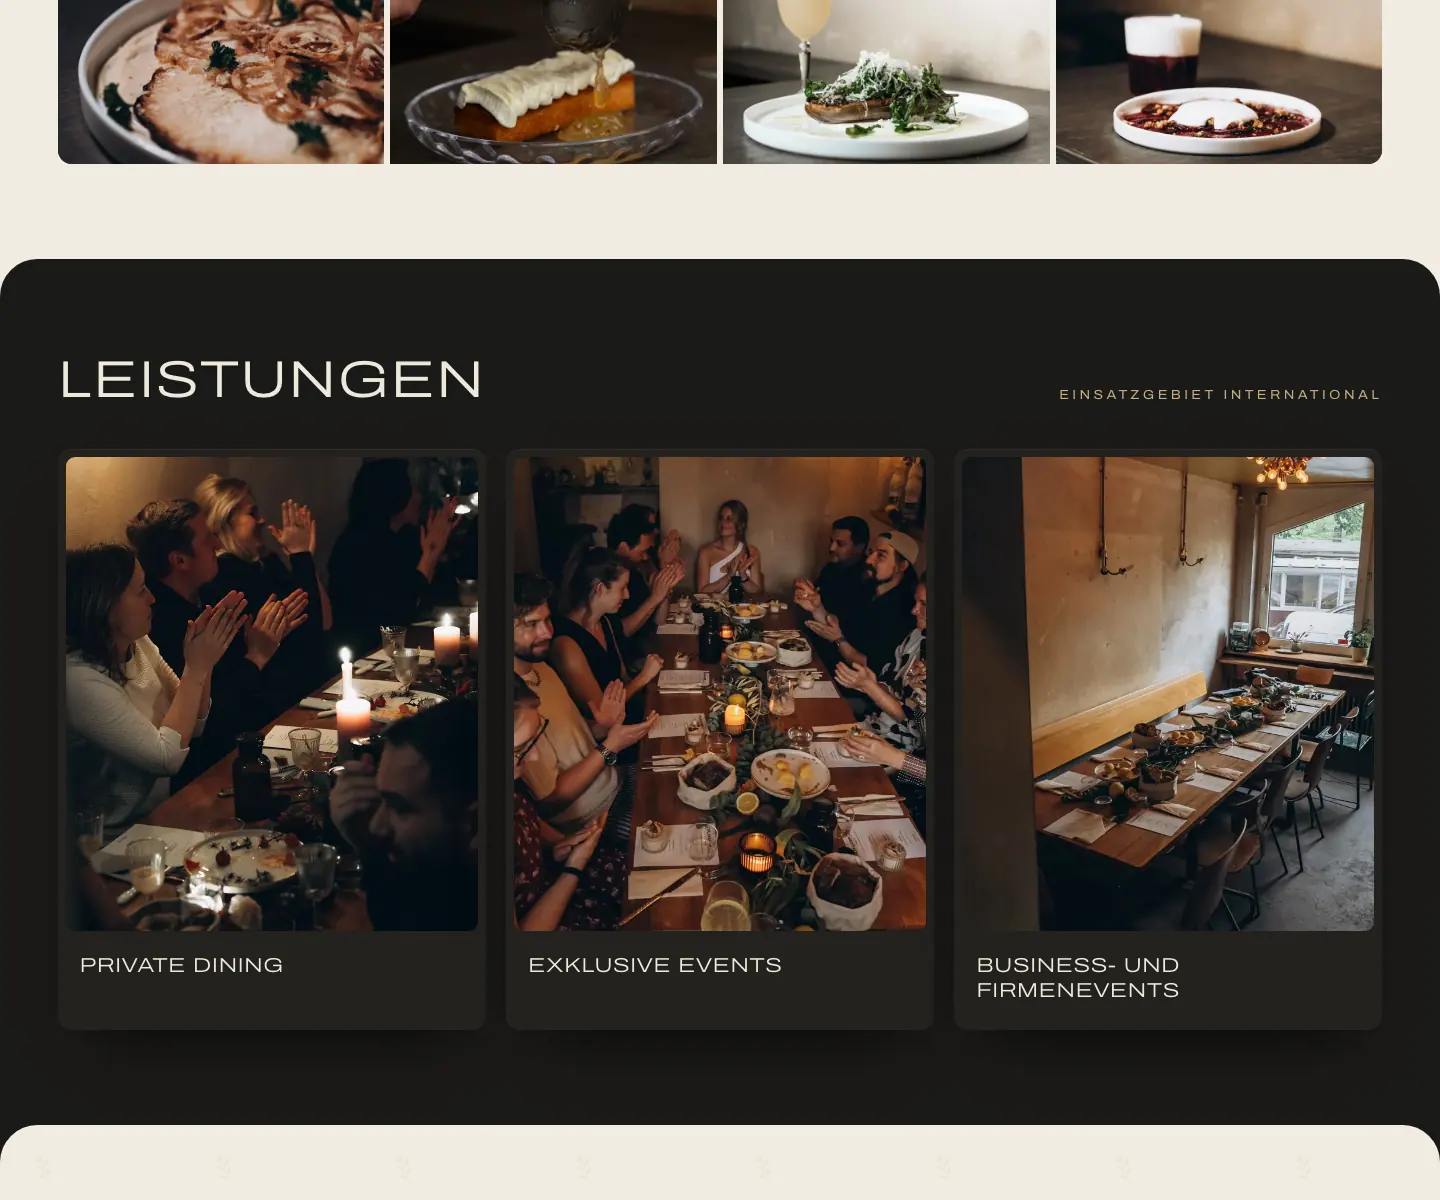 LEISTUNGEN
EINSATZGEBIET INTERNATIONAL
PRIVATE DINING
EXKLUSIVE EVENTS
BUSINESS- UND
FIRMENEVENTS